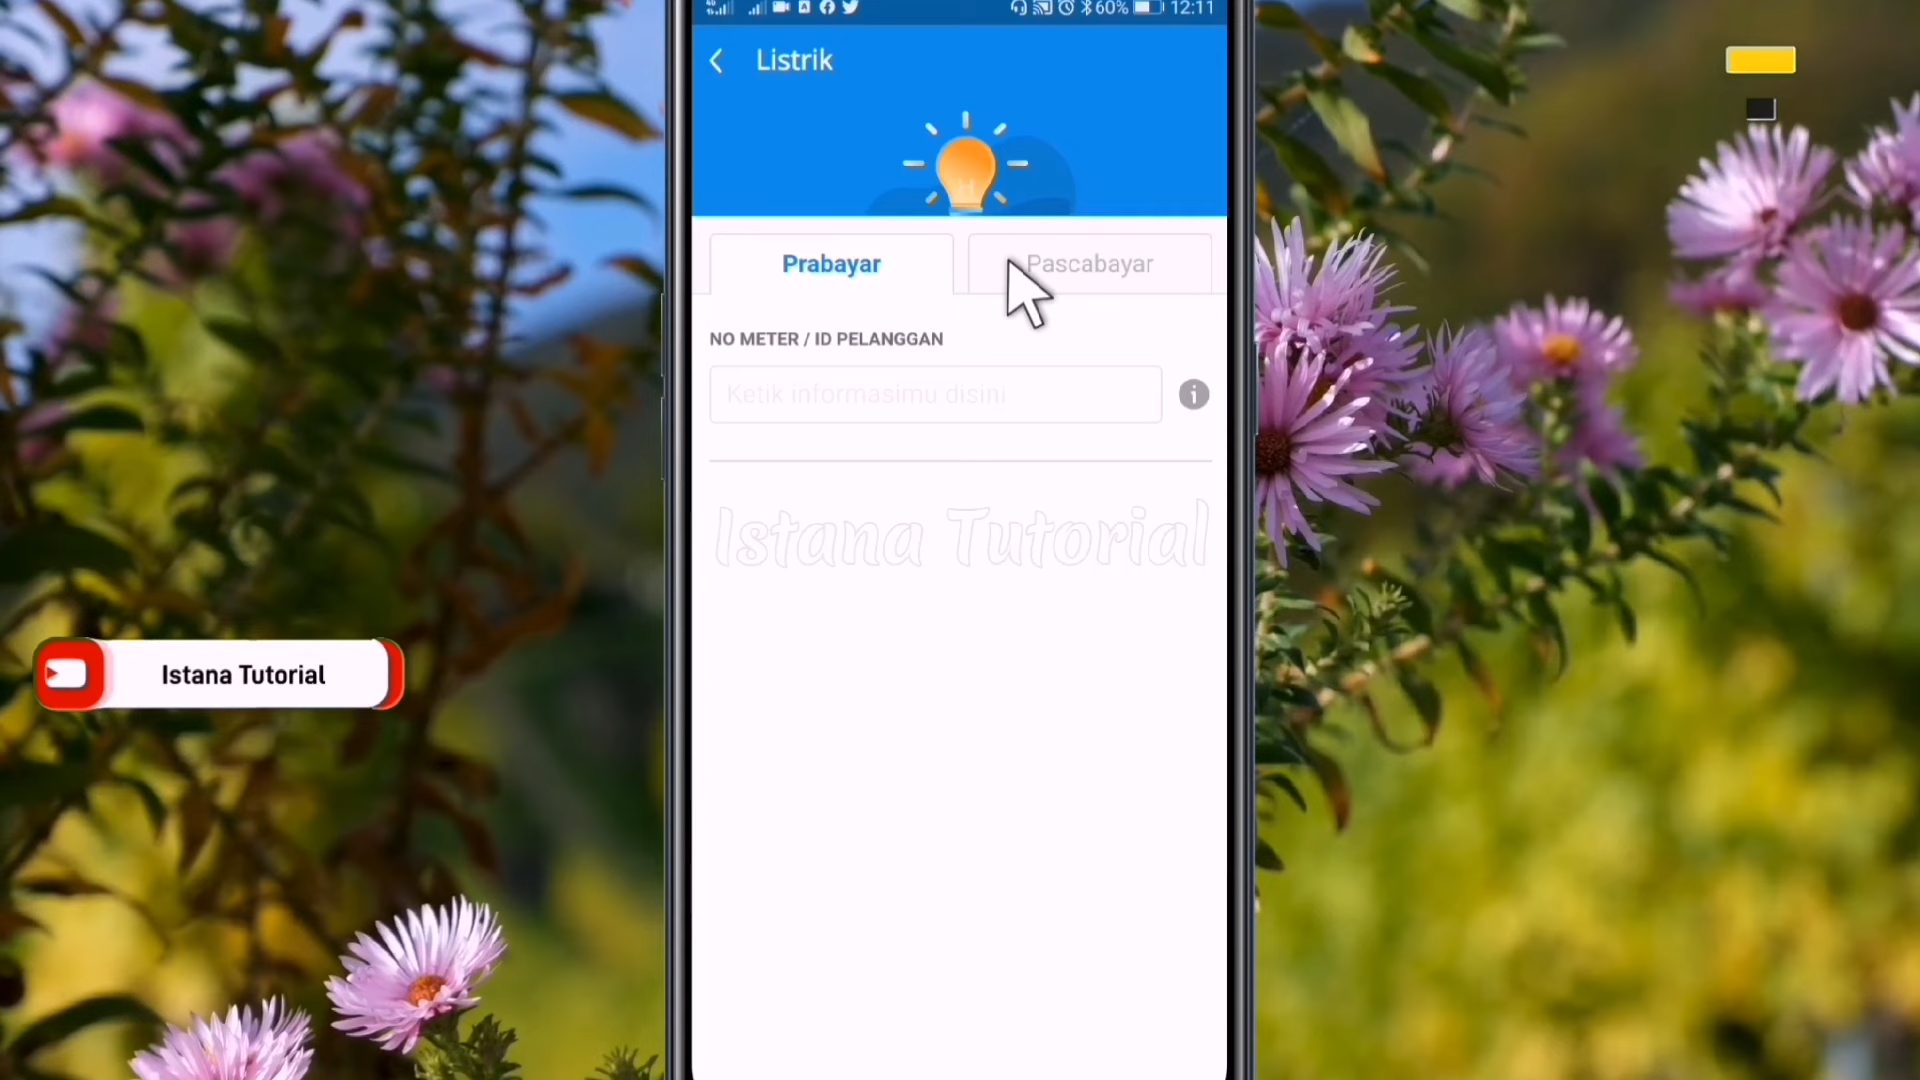 60% 12:11
Listrik
Prabayar
Pascabayar
NO METER / ID PELANGGAN
Ketik informasimu disini
Istana Tutorial
Istana Tutorial